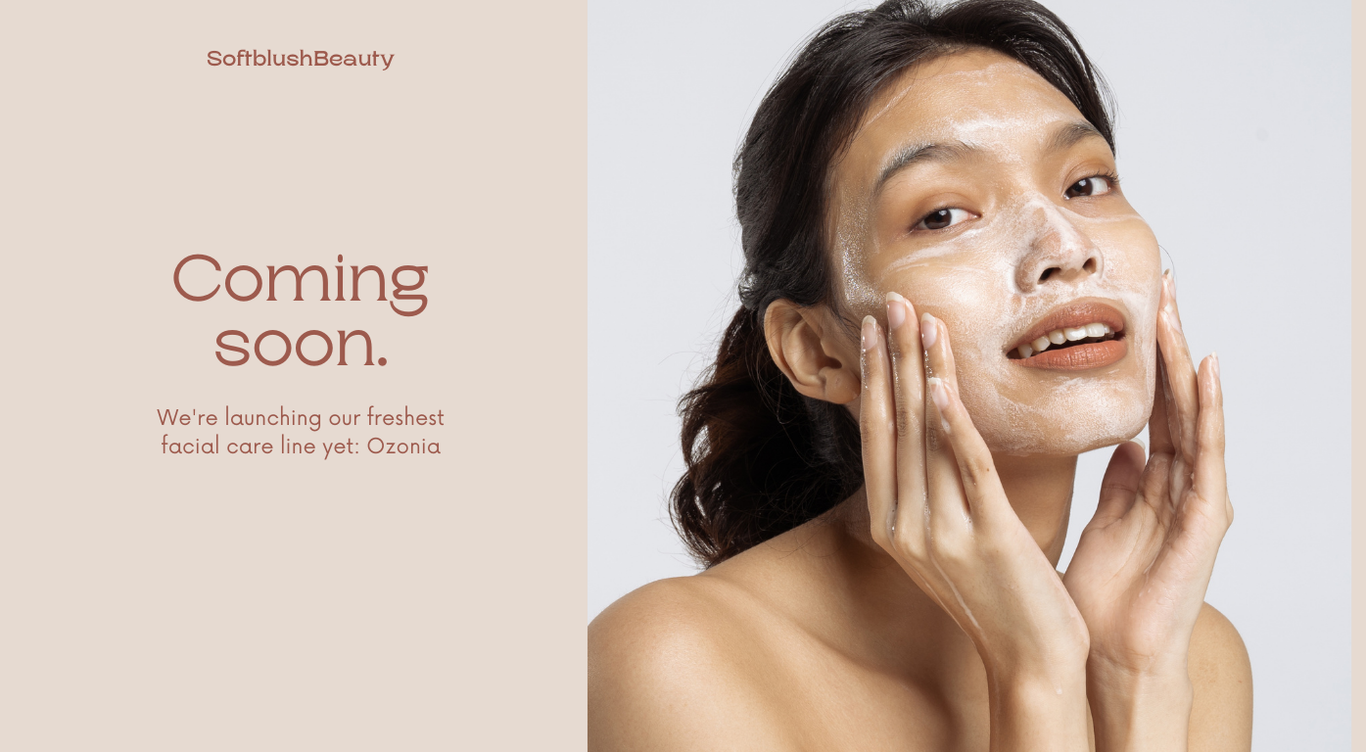 SoftblushBeauty
Coming
soon.
We're launching our freshest
facial care line yet: Ozonia